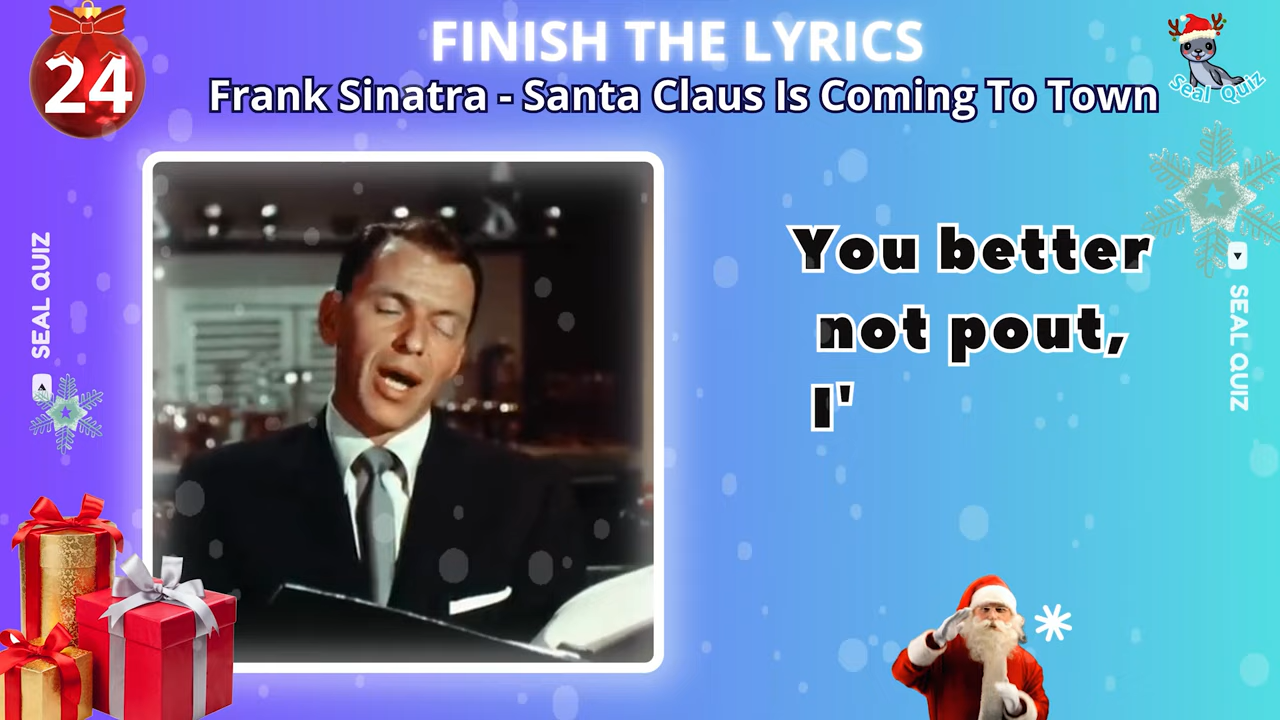 24
FINISH THE LYRICS
Frank Sinatra - Santa Claus Is Coming To Town
Seal Quiz
SEAL QUIZ
You better
not pout,
I'
SEAL QUIZ